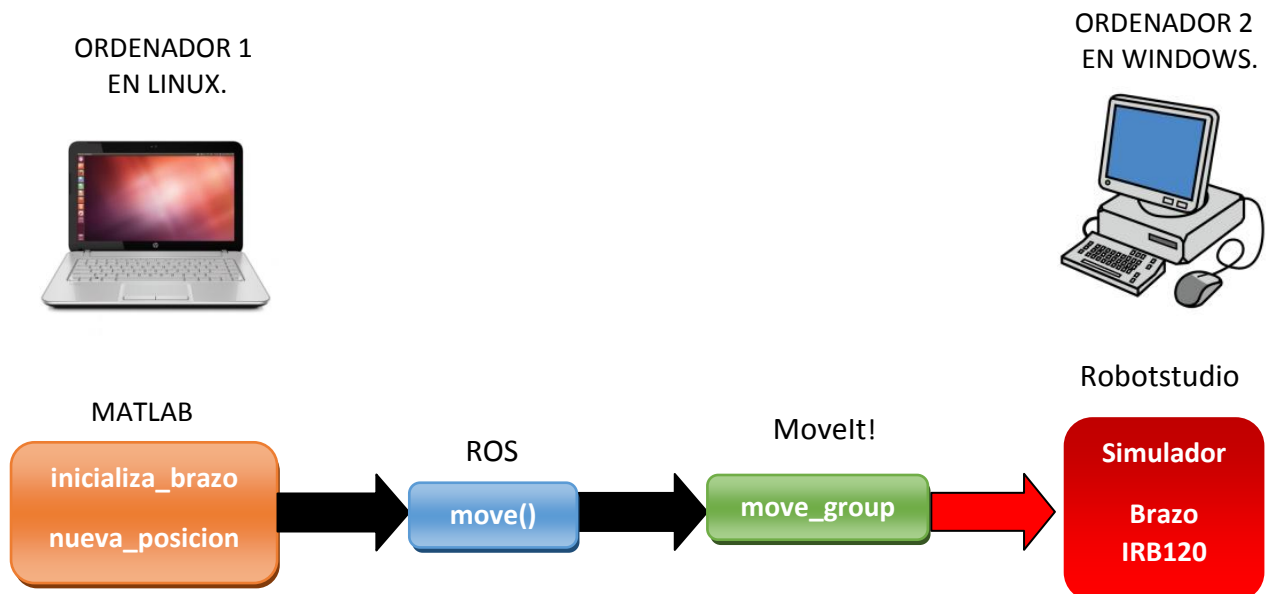 ORDENADOR 1
EN LINUX.
ORDENADOR 2
EN WINDOWS.
MATLAB
inicializa_brazo
nueva_posicion
ROS
move()
MoveIt!
move_group
Robotstudio
Simulador
Brazo
IRB120